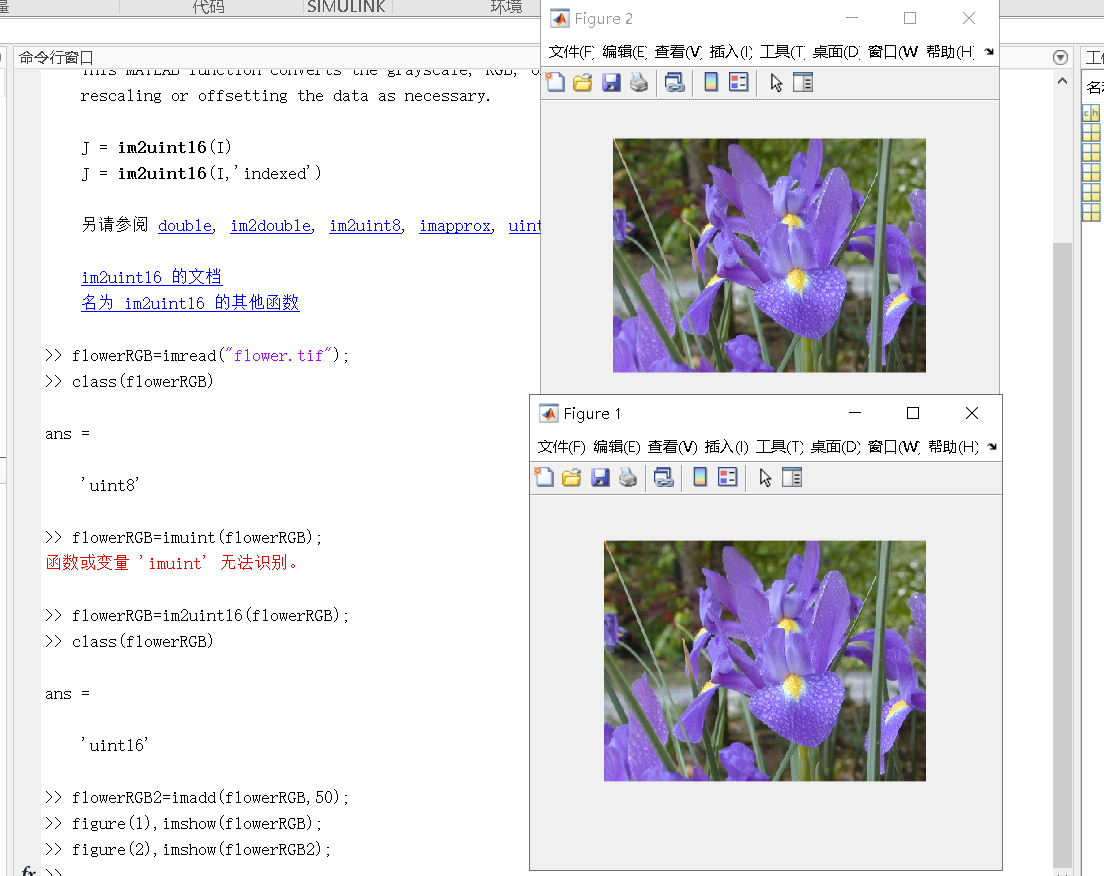 量 代码 SIMULINK 环境
命令行窗口
This MATLAB function converts the grayscale, RGB, o
rescaling or offsetting the data as necessary.
J = im2uint16(I)
J = im2uint16(I,'indexed')
另请参阅 double, im2double, im2uint8, imapprox, uint
im2uint16 的文档
名为 im2uint16 的其他函数
>> flowerRGB=imread("flower.tif");
>> class(flowerRGB)
ans =
'uint8'
>> flowerRGB=imuint(flowerRGB);
函数或变量 'imuint' 无法识别。
>> flowerRGB=im2uint16(flowerRGB);
>> class(flowerRGB)
ans =
'uint16'
>> flowerRGB2=imadd(flowerRGB,50);
>> figure(1),imshow(flowerRGB);
>> figure(2),imshow(flowerRGB2);
fx >>
Figure 2
文件(F 编辑(E 查看(V 插入(I) 工具(T 桌面(D 窗口(W 帮助(H
Figure 1
文件(F) 编辑(E) 查看(V) 插入(I) 工具(T) 桌面(D) 窗口(W 帮助(H)
工
名
ch